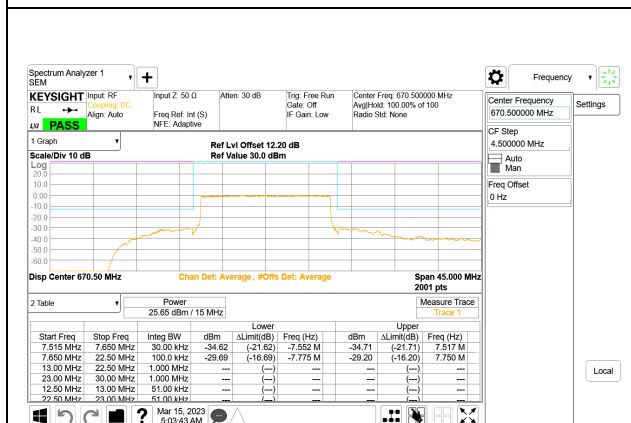 Spectrum Analyzer 1
SEM
Frequency
KEYSIGHT Input: RF Input Z: 50 Ω Atten: 30 dB Trig: Free Run Center Freq: 670.500000 MHz
R L Coupling: DC Gate: Off Avg|Hold: 100.00% of 100
Align: Auto Freq Ref: Int (S) IF Gain: Low Radio Std: None
LXI PASS NFE: Adaptive
Center Frequency
670.500000 MHz
Settings
CF Step
4.500000 MHz
Auto
Man
Freq Offset
0 Hz
1 Graph
Ref Lvl Offset 12.20 dB
Scale/Div 10 dB Ref Value 30.0 dBm
Log
20.0
10.0
0.00
-10.0
-20.0
-30.0
-40.0
-50.0
-60.0
Disp Center 670.50 MHz Chan Det: Average , #Offs Det: Average Span 45.000 MHz
2001 pts
2 Table Power Measure Trace
25.65 dBm / 15 MHz Trace 1
Lower Upper
Start Freq Stop Freq Integ BW dBm ΔLimit(dB) Freq (Hz) dBm ΔLimit(dB) Freq (Hz)
7.515 MHz 7.650 MHz 30.00 kHz -34.62 (-21.62) -7.552 M -34.71 (-21.71) 7.517 M
7.650 MHz 22.50 MHz 100.0 kHz -29.69 (-16.69) -7.775 M -29.20 (-16.20) 7.750 M
13.00 MHz 22.50 MHz 1.000 MHz --- (---) --- --- (---) ---
23.00 MHz 30.00 MHz 1.000 MHz --- (---) --- --- (---) ---
12.50 MHz 13.00 MHz 51.00 kHz --- (---) --- --- (---) ---
22.50 MHz 23.00 MHz 51.00 kHz --- (---) --- --- (---) ---
Local
? Mar 15, 2023
5:03:43 AM